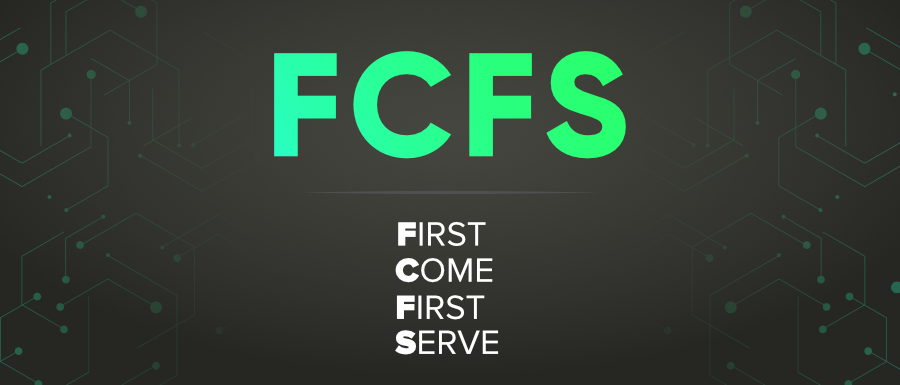 FCFS
FIRST
COME
FIRST
SERVE